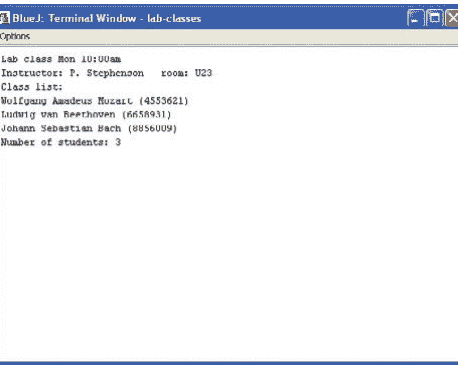 BlueJ: Terminal Window - lab-classes
Options
Lab class Mon 10:00am
Instructor: P. Stephenson   room: U23
Class list:
Wolfgang Amadeus Mozart (4553621)
Ludwig van Beethoven (6658931)
Johann Sebastian Bach (8856009)
Number of students: 3